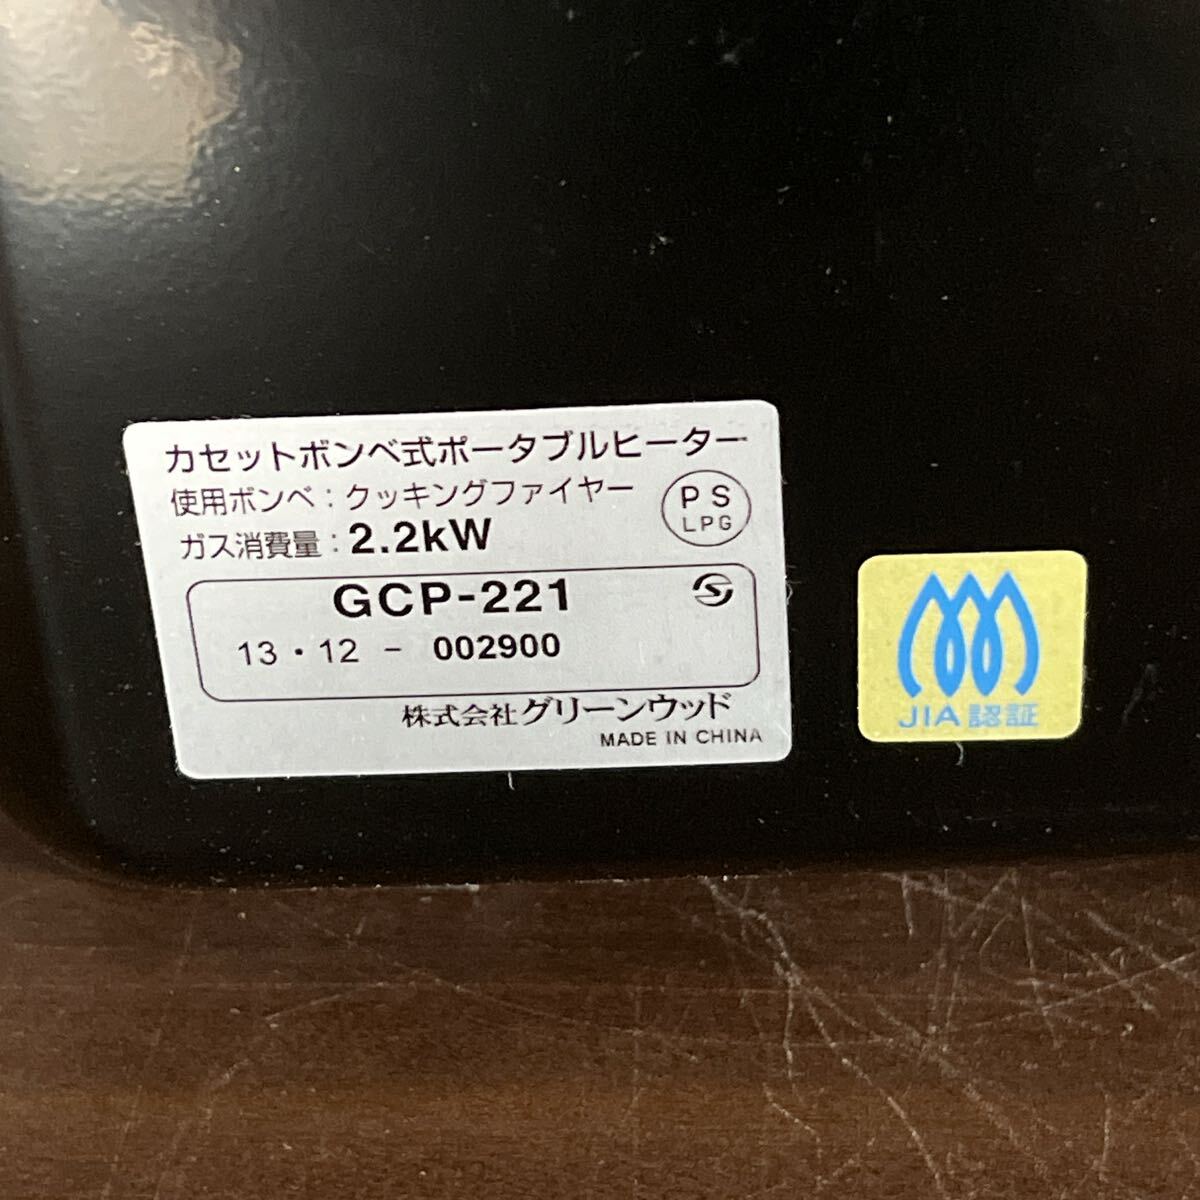 カセットボンベ式ポータブルヒーター
使用ボンベ：クッキングファイヤー
PS
LPG
ガス消費量：2.2kW
GCP-221
13・12 - 002900
株式会社グリーンウッド
MADE IN CHINA
JIA認証